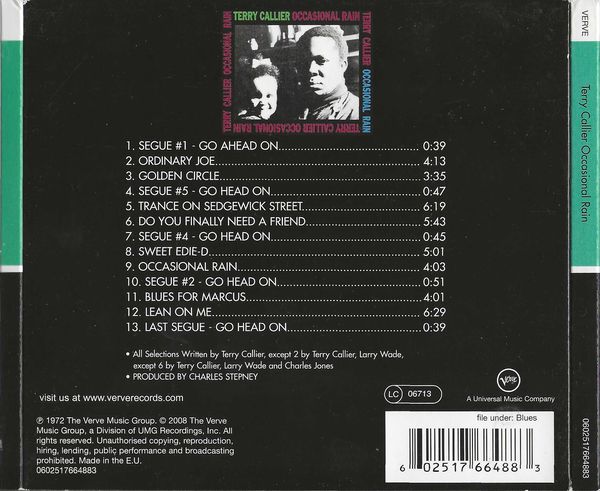 TERRY CALLIER OCCASIONAL RAIN
TERRY CALLIER OCCASIONAL RAIN
TERRY CALLIER OCCASIONAL RAIN
TERRY CALLIER OCCASIONAL RAIN
1. SEGUE #1 - GO AHEAD ON 0:39
2. ORDINARY JOE 4:13
3. GOLDEN CIRCLE 3:35
4. SEGUE #5 - GO HEAD ON 0:47
5. TRANCE ON SEDGEWICK STREET 6:19
6. DO YOU FINALLY NEED A FRIEND 5:43
7. SEGUE #4 - GO HEAD ON 0:45
8. SWEET EDIE-D 5:01
9. OCCASIONAL RAIN 4:03
10. SEGUE #2 - GO HEAD ON 0:51
11. BLUES FOR MARCUS 4:01
12. LEAN ON ME 6:29
13. LAST SEGUE - GO HEAD ON 0:39
• All Selections Written by Terry Callier, except 2 by Terry Callier, Larry Wade,
except 6 by Terry Callier, Larry Wade and Charles Jones
• PRODUCED BY CHARLES STEPNEY
visit us at www.ververecords.com
LC 06713
Verve
A Universal Music Company
℗ 1972 The Verve Music Group. © 2008 The Verve
Music Group, a Division of UMG Recordings, Inc. All
rights reserved. Unauthorised copying, reproduction,
hiring, lending, public performance and broadcasting
prohibited. Made in the E.U.
0602517664883
file under: Blues
6 02517 66488 3
VERVE
Terry Callier Occasional Rain
0602517664883